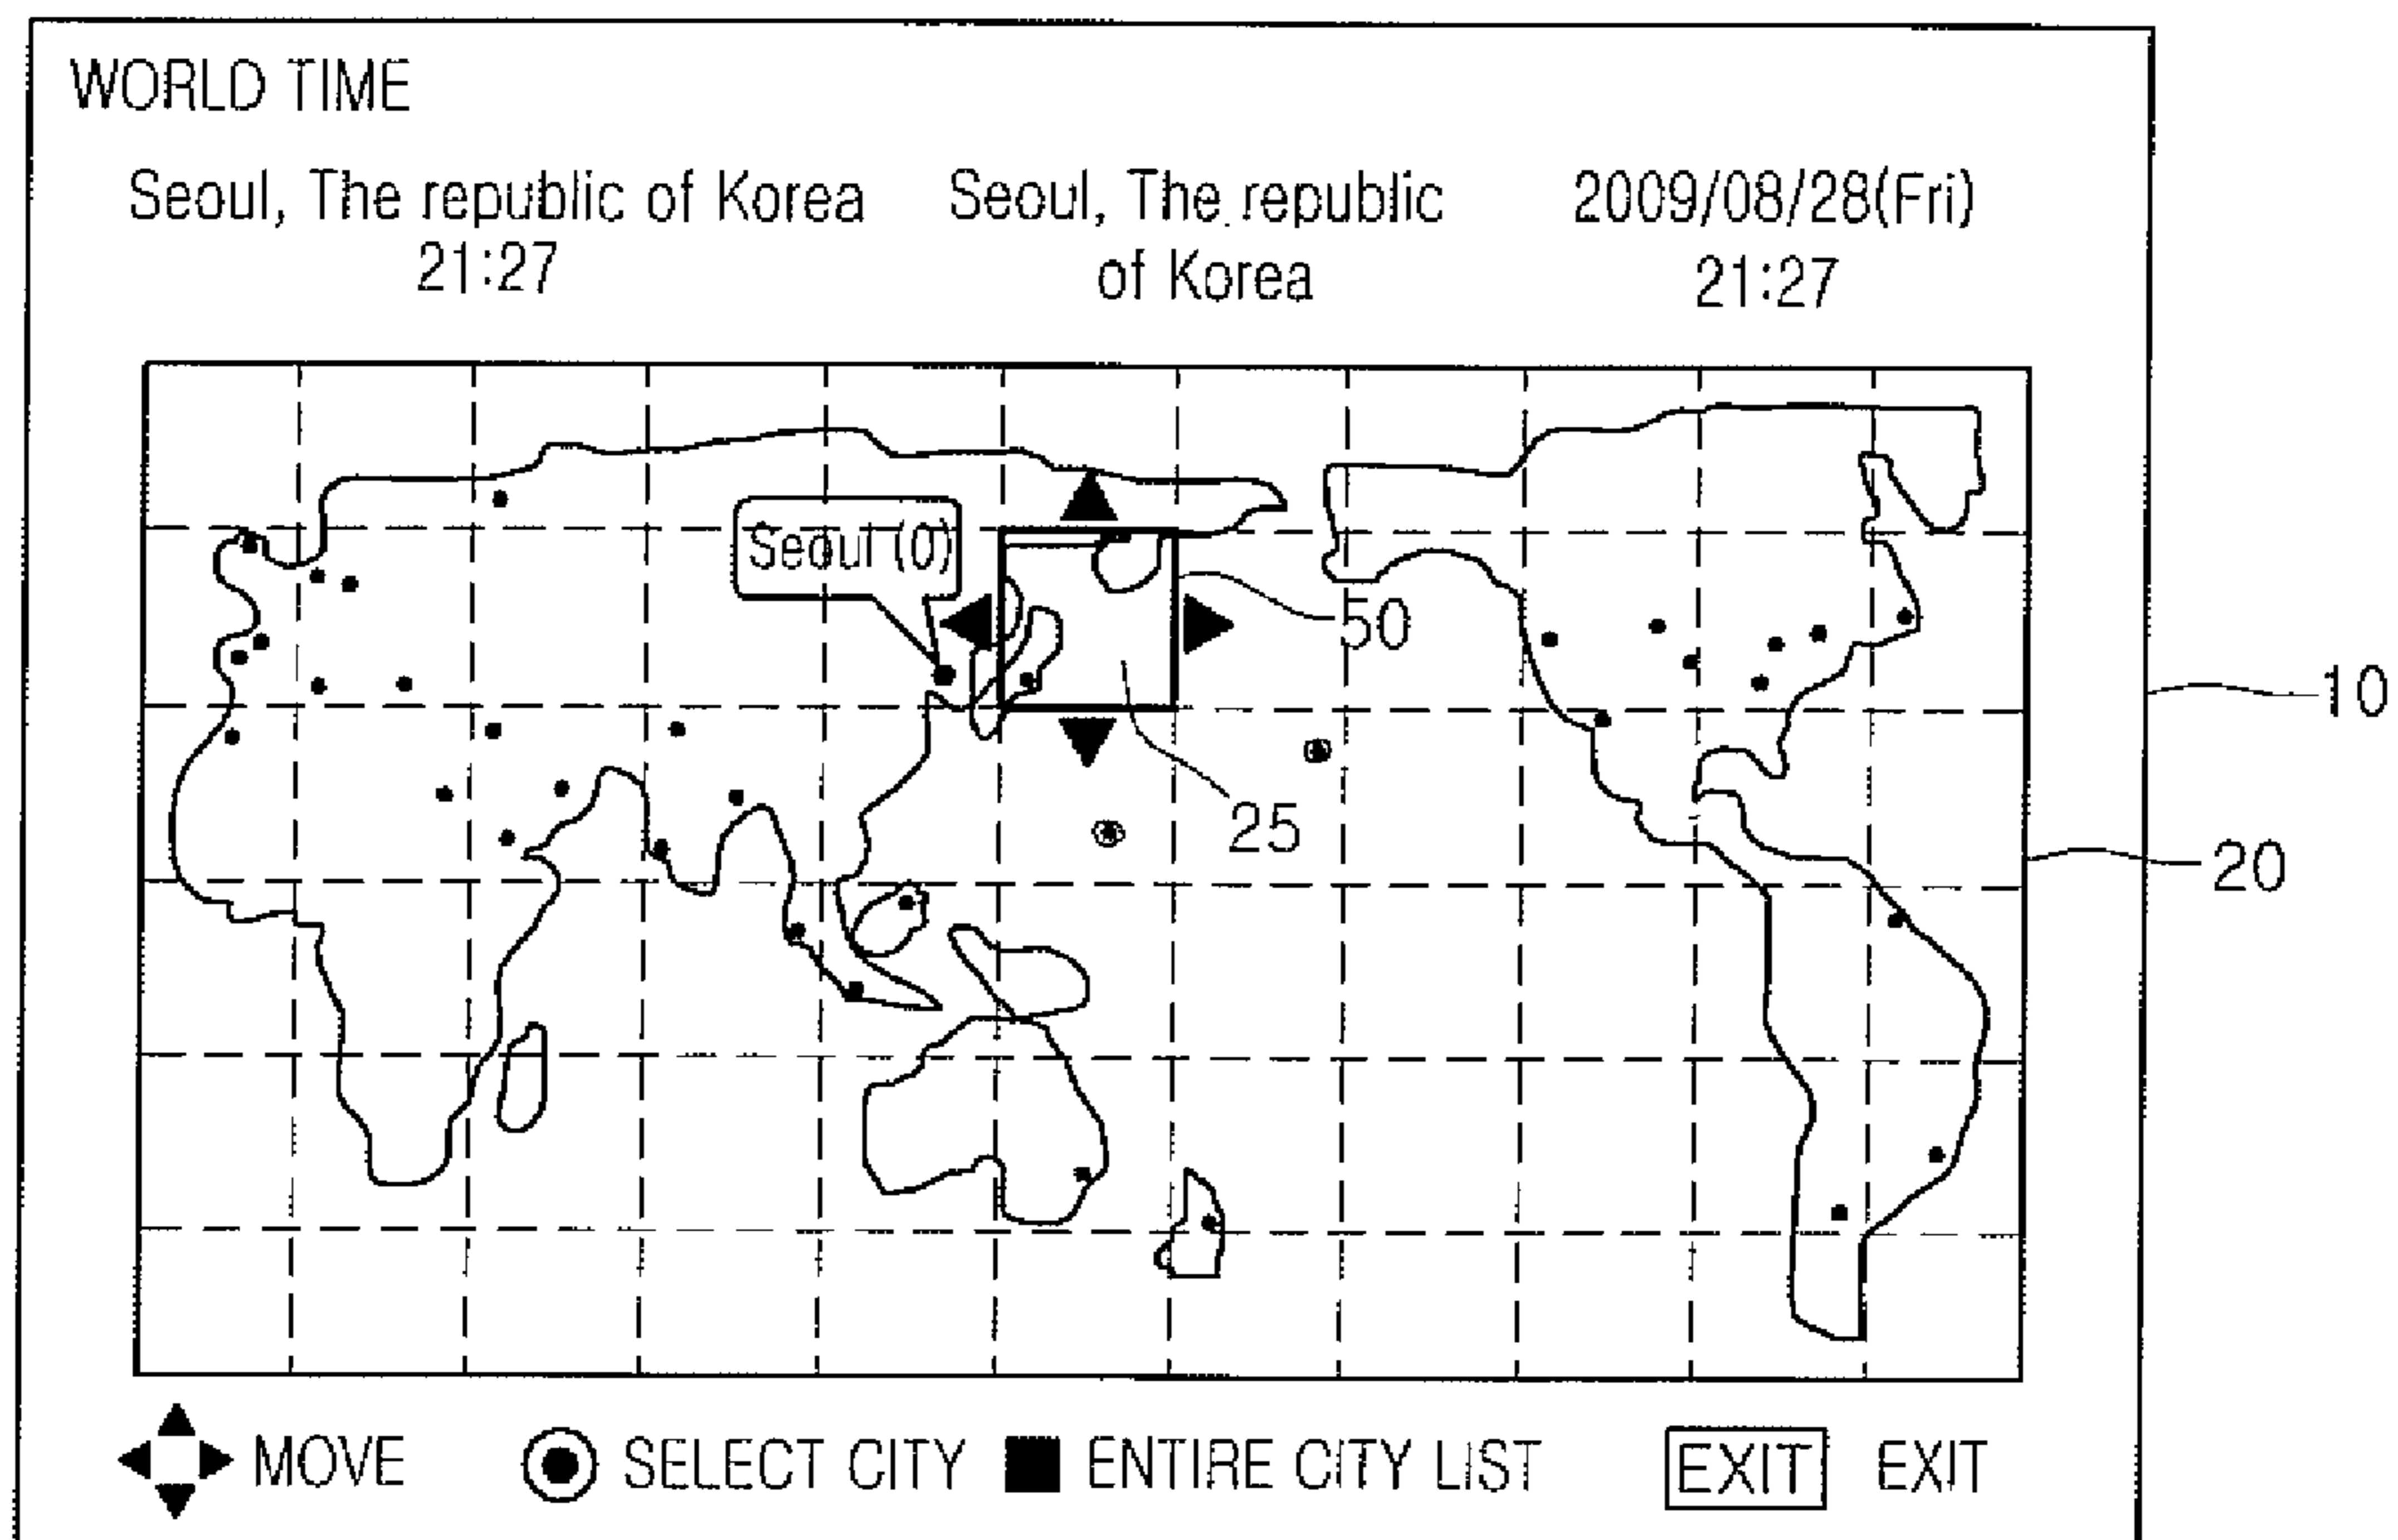 WORLD TIME
Seoul, The republic of Korea
21:27
Seoul, The republic
of Korea
2009/08/28(Fri)
21:27
Seoul (0)
50
10
25
20
MOVE
SELECT CITY
ENTIRE CITY LIST
EXIT
EXIT